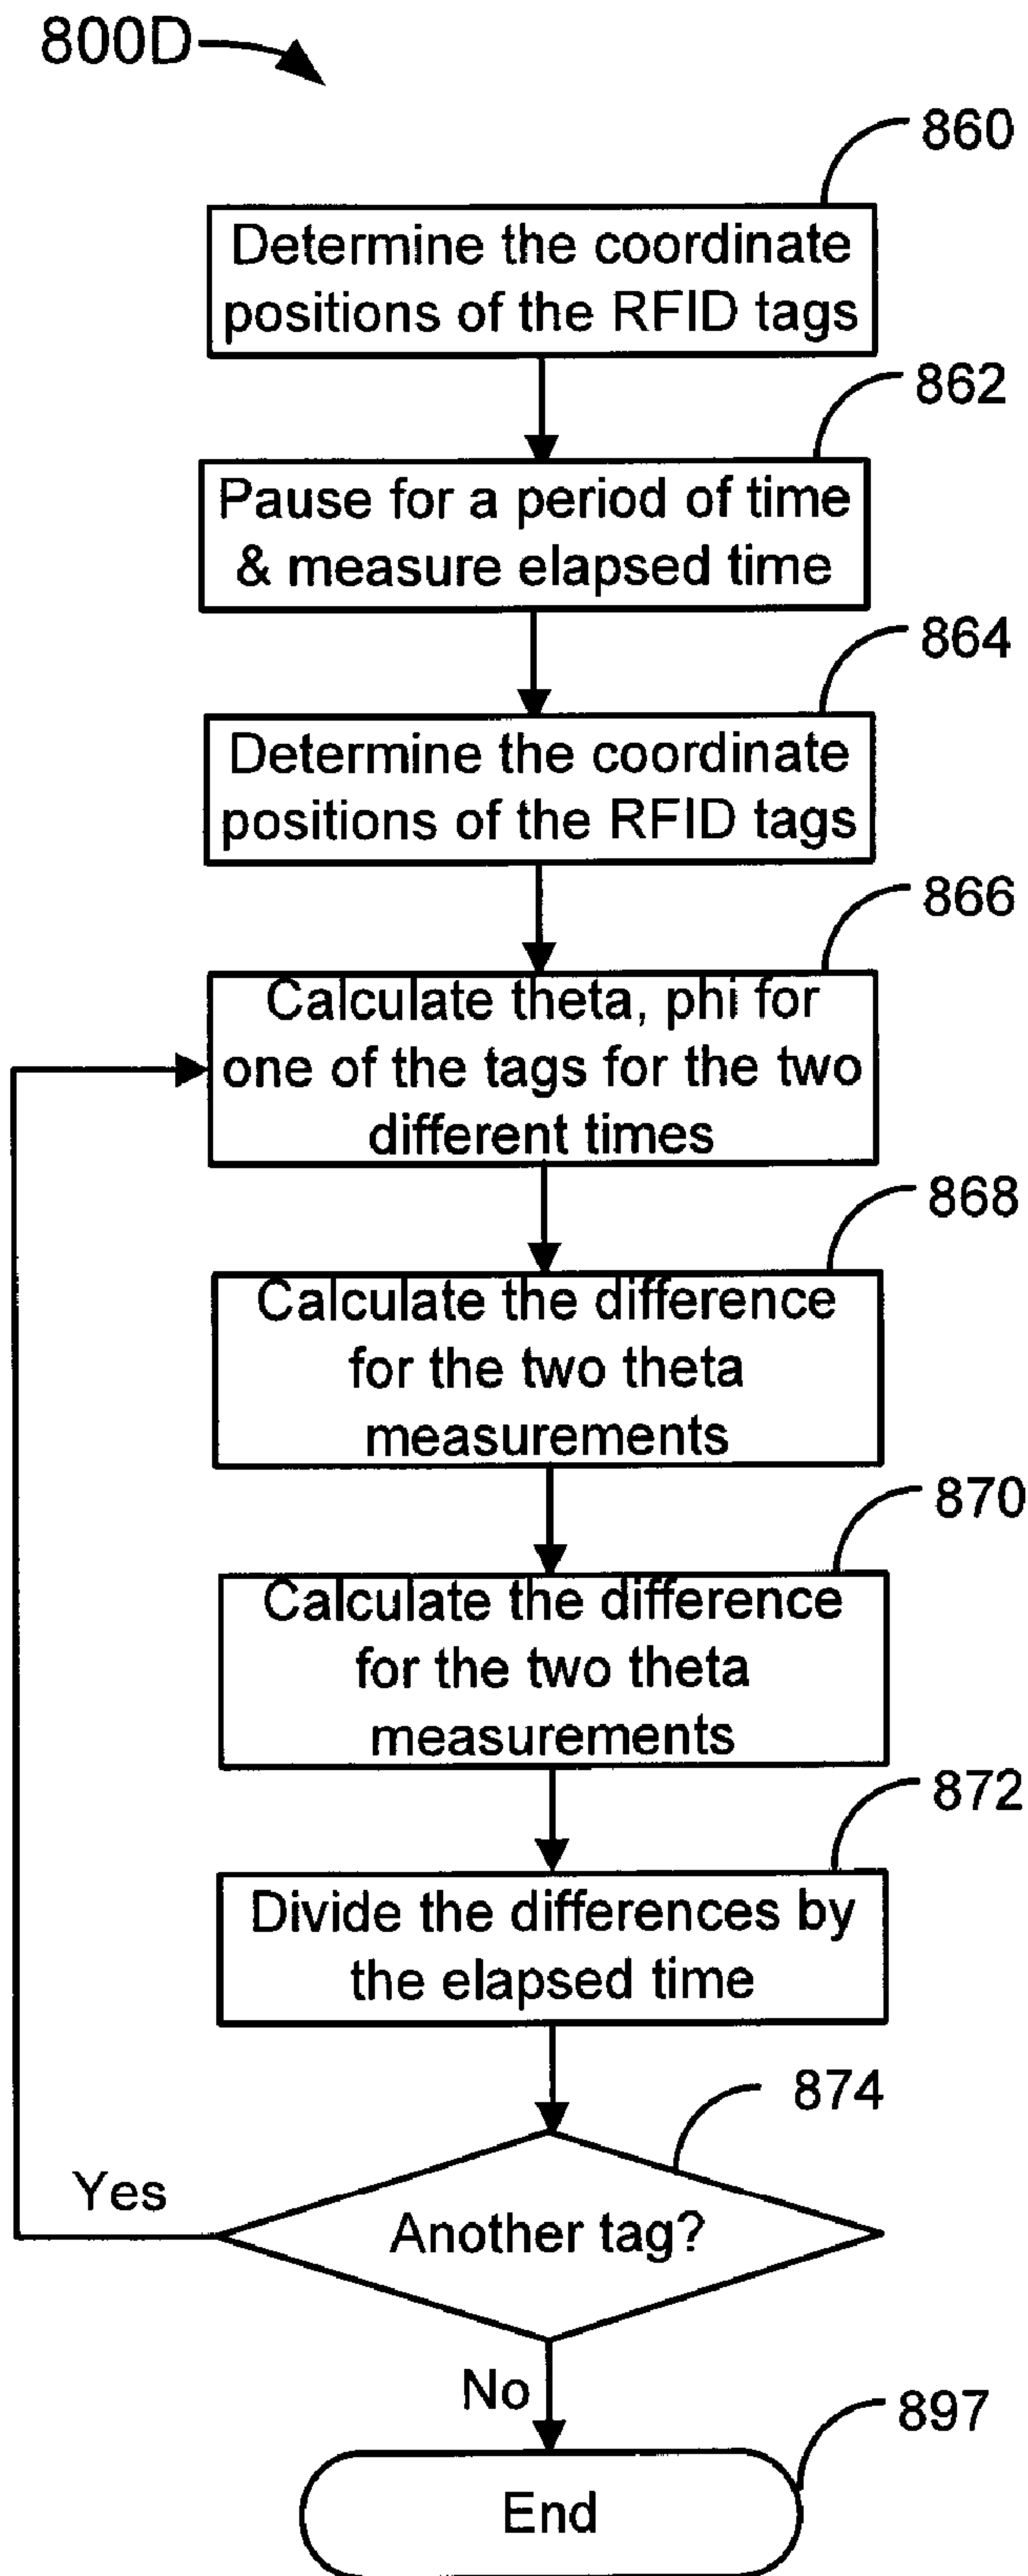 800D
860
Determine the coordinate
positions of the RFID tags
862
Pause for a period of time
& measure elapsed time
864
Determine the coordinate
positions of the RFID tags
866
Calculate theta, phi for
one of the tags for the two
different times
868
Calculate the difference
for the two theta
measurements
870
Calculate the difference
for the two theta
measurements
872
Divide the differences by
the elapsed time
874
Yes
Another tag?
No
897
End